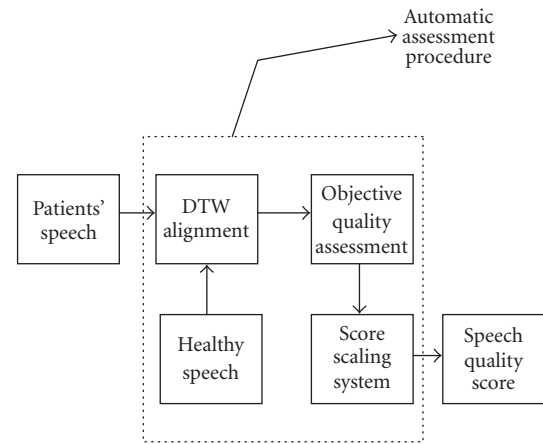 Automatic
assessment
procedure
Patients’
speech
DTW
alignment
Objective
quality
assessment
Healthy
speech
Score
scaling
system
Speech
quality
score